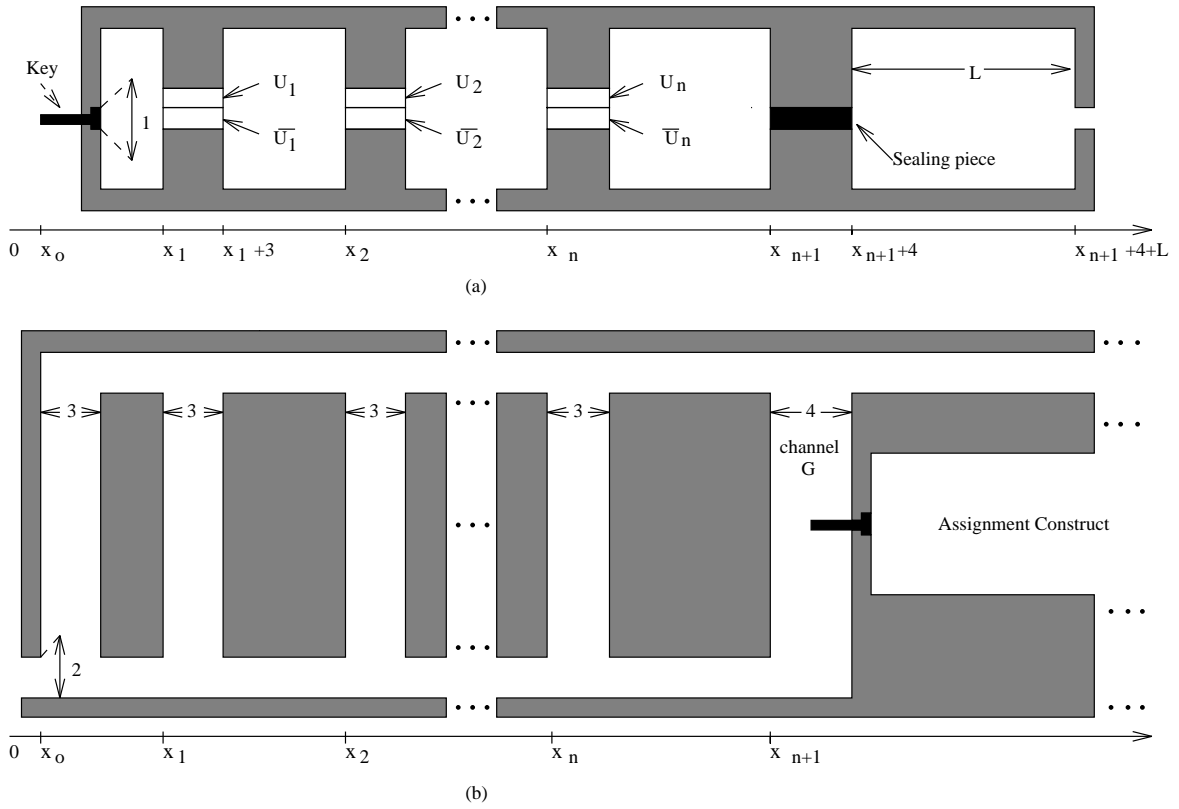 Key
1
U1 U2 Un
U̅1 U̅2 U̅n
L
Sealing piece
0 xo x1 x1 +3 x2 xn xn+1 xn+1+4 xn+1 +4+L
(a)
3 3 3 3 4
channel
G
Assignment Construct
2
0 xo x1 x2 xn xn+1
(b)